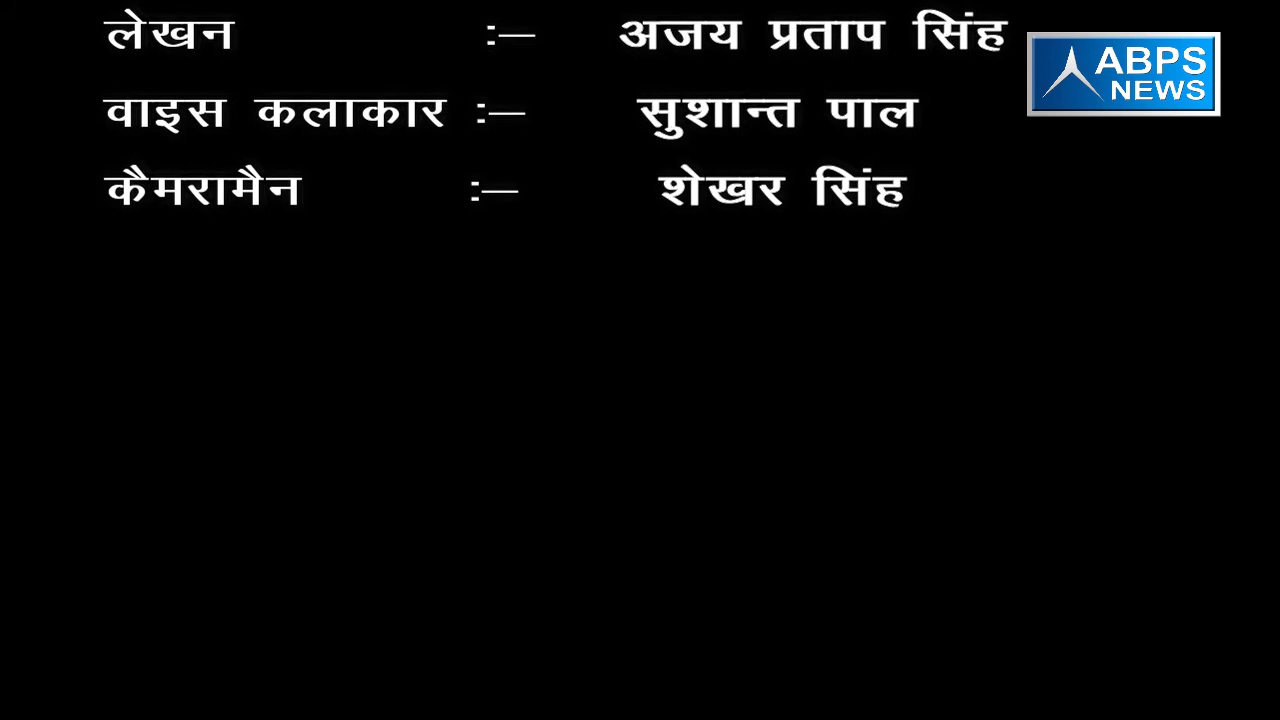 लेखन :— अजय प्रताप सिंह
वाइस कलाकार :— सुशान्त पाल
कैमरामैन :— शेखर सिंह
ABPS
NEWS